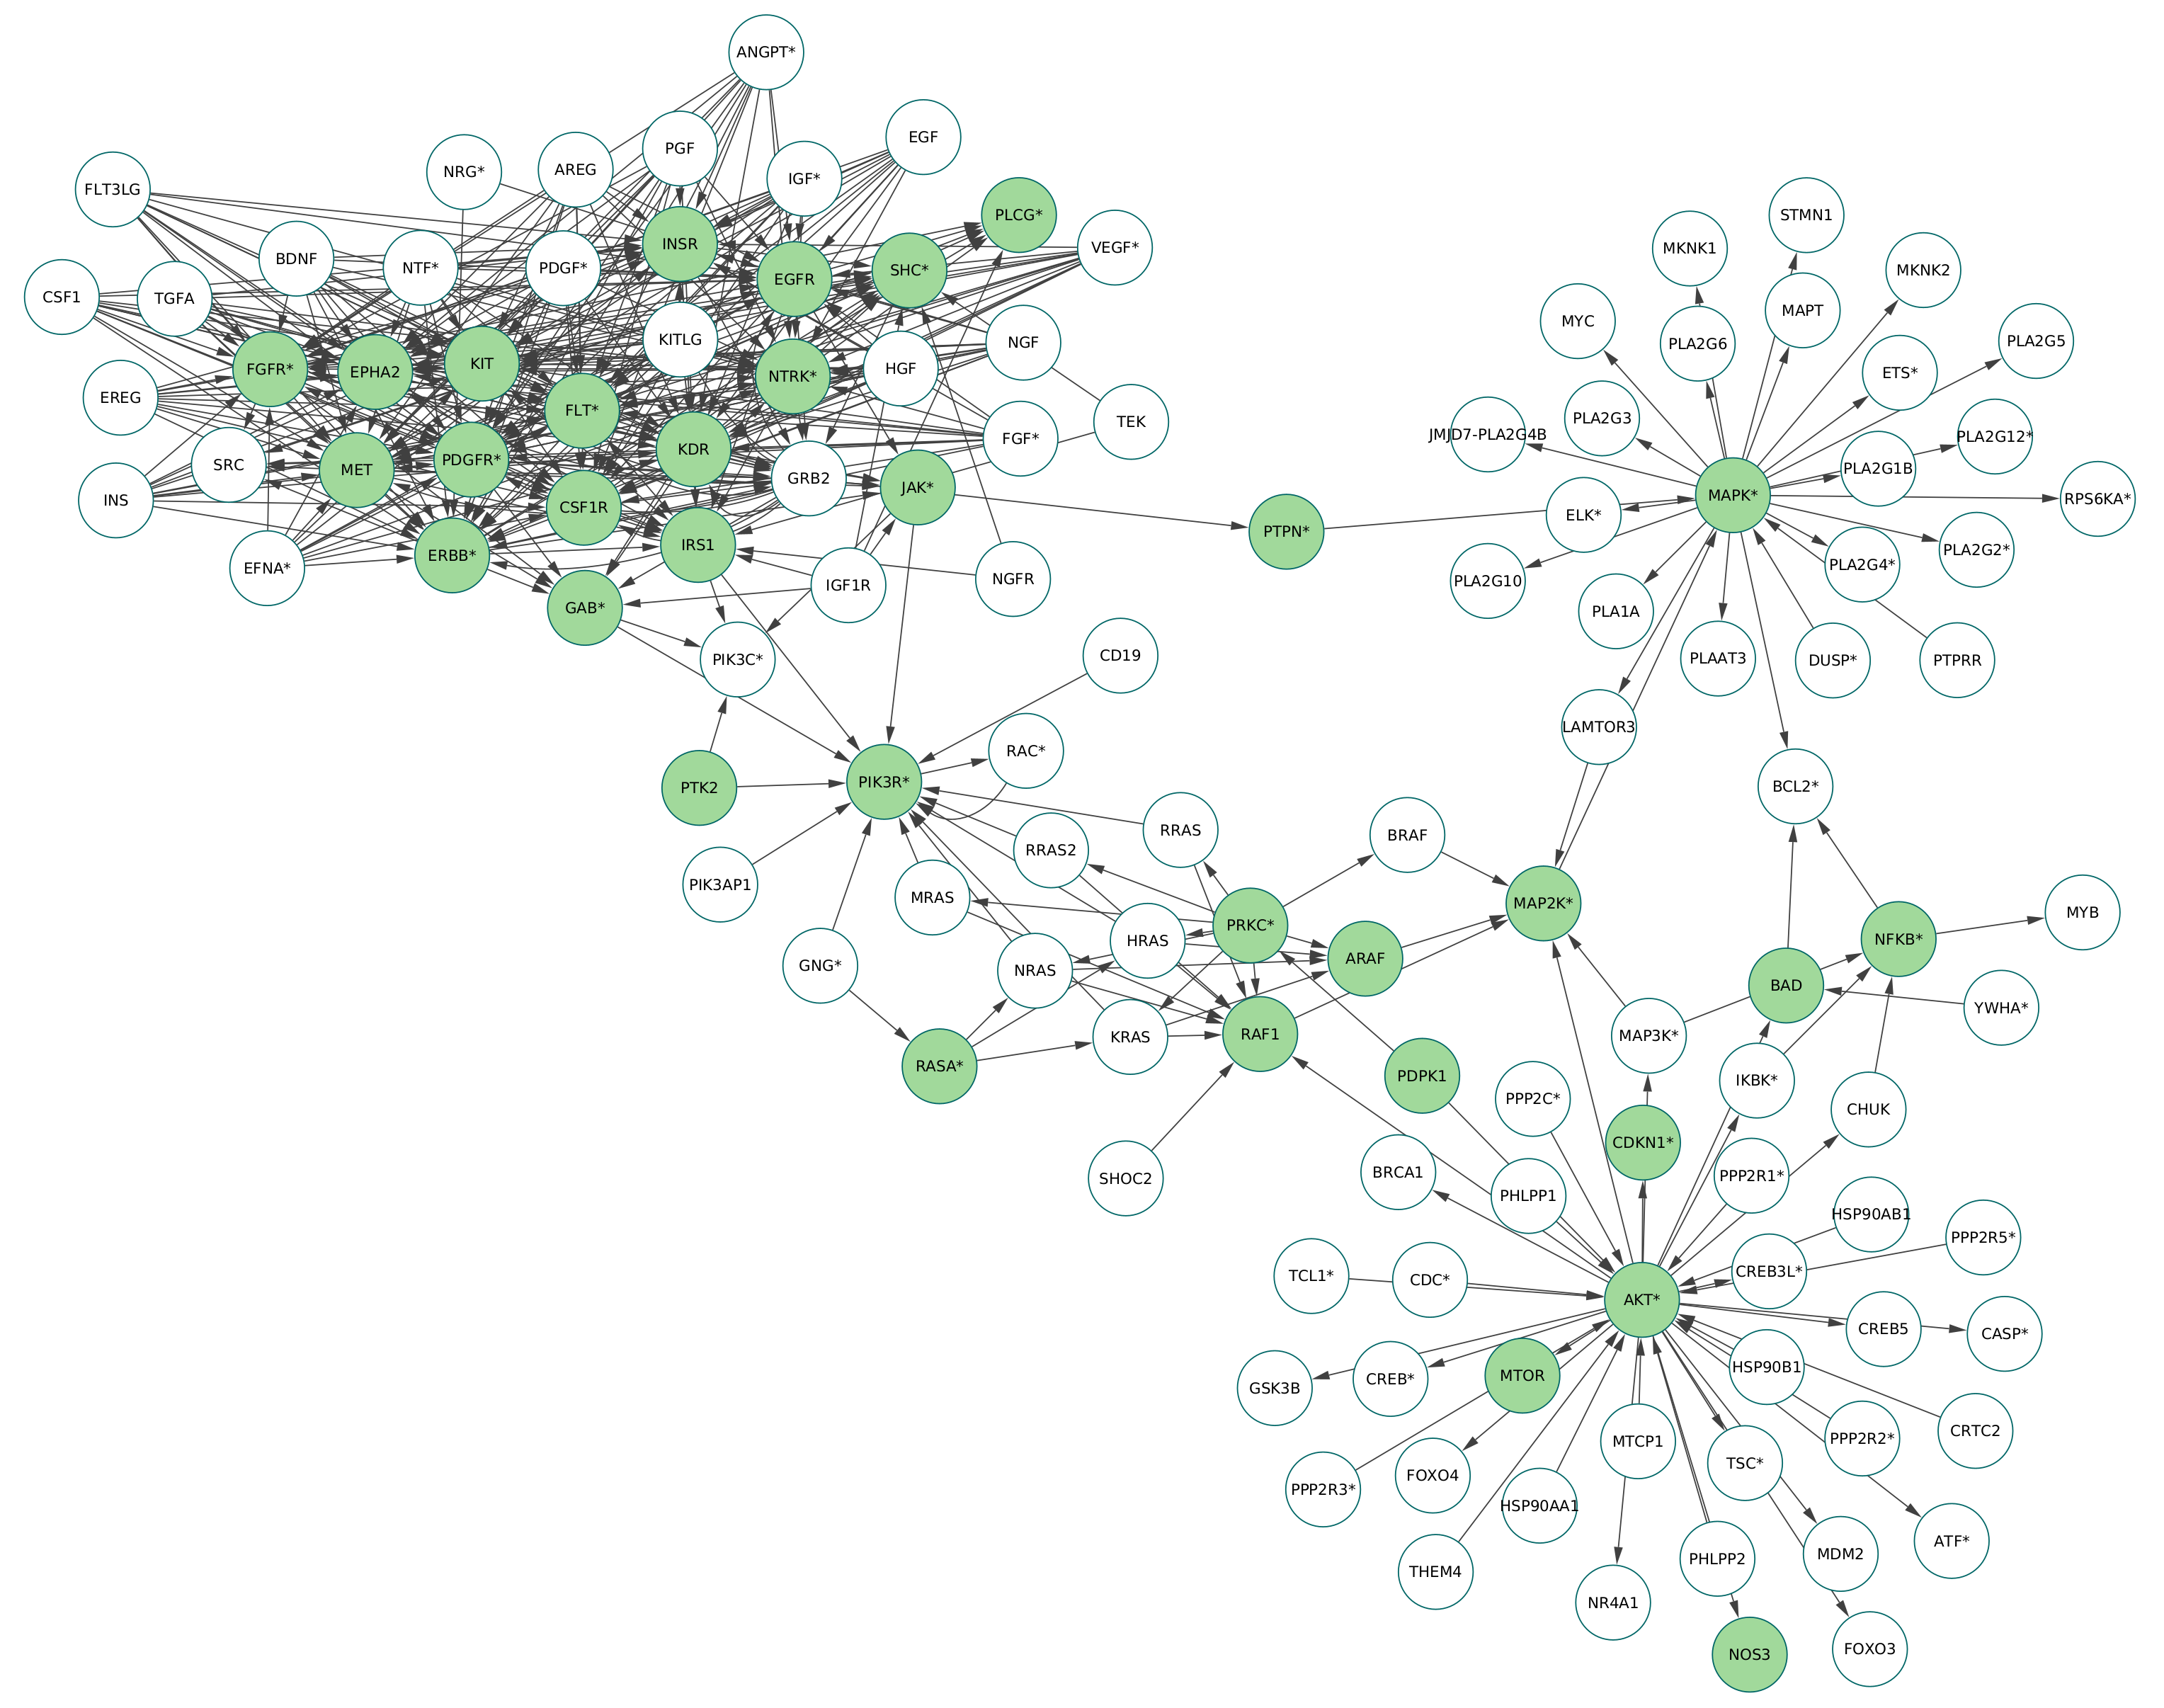 ANGPT*
PGF
EGF
NRG*
AREG
IGF*
FLT3LG
PLCG*
STMN1
INSR
VEGF*
MKNK1
BDNF
NTF*
PDGF*
EGFR
SHC*
MKNK2
CSF1
TGFA
MAPT
MYC
KITLG
NGF
PLA2G6
PLA2G5
FGFR*
EPHA2
KIT
NTRK*
HGF
ETS*
EREG
FLT*
TEK
PLA2G3
JMJD7-PLA2G4B
PLA2G12*
FGF*
SRC
MET
PDGFR*
KDR
GRB2
PLA2G1B
INS
CSF1R
JAK*
MAPK*
RPS6KA*
ELK*
PTPN*
ERBB*
IRS1
PLA2G2*
EFNA*
PLA2G4*
IGF1R
NGFR
PLA2G10
GAB*
PLA1A
PIK3C*
CD19
PLAAT3
DUSP*
PTPRR
LAMTOR3
RAC*
PTK2
PIK3R*
BCL2*
RRAS
BRAF
RRAS2
PIK3AP1
MRAS
MAP2K*
MYB
PRKC*
HRAS
NFKB*
GNG*
NRAS
ARAF
BAD
YWHA*
KRAS
RAF1
MAP3K*
RASA*
PDPK1
IKBK*
PPP2C*
CHUK
CDKN1*
SHOC2
BRCA1
PHLPP1
PPP2R1*
HSP90AB1
PPP2R5*
TCL1*
CDC*
CREB3L*
AKT*
CREB5
CASP*
GSK3B
CREB*
MTOR
HSP90B1
CRTC2
MTCP1
PPP2R2*
FOXO4
TSC*
PPP2R3*
HSP90AA1
ATF*
MDM2
THEM4
PHLPP2
NR4A1
FOXO3
NOS3